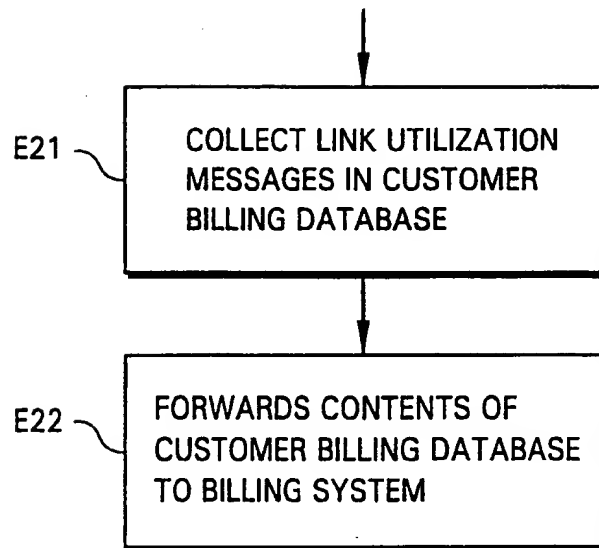 E21
COLLECT LINK UTILIZATION
MESSAGES IN CUSTOMER
BILLING DATABASE
E22
FORWARDS CONTENTS OF
CUSTOMER BILLING DATABASE
TO BILLING SYSTEM